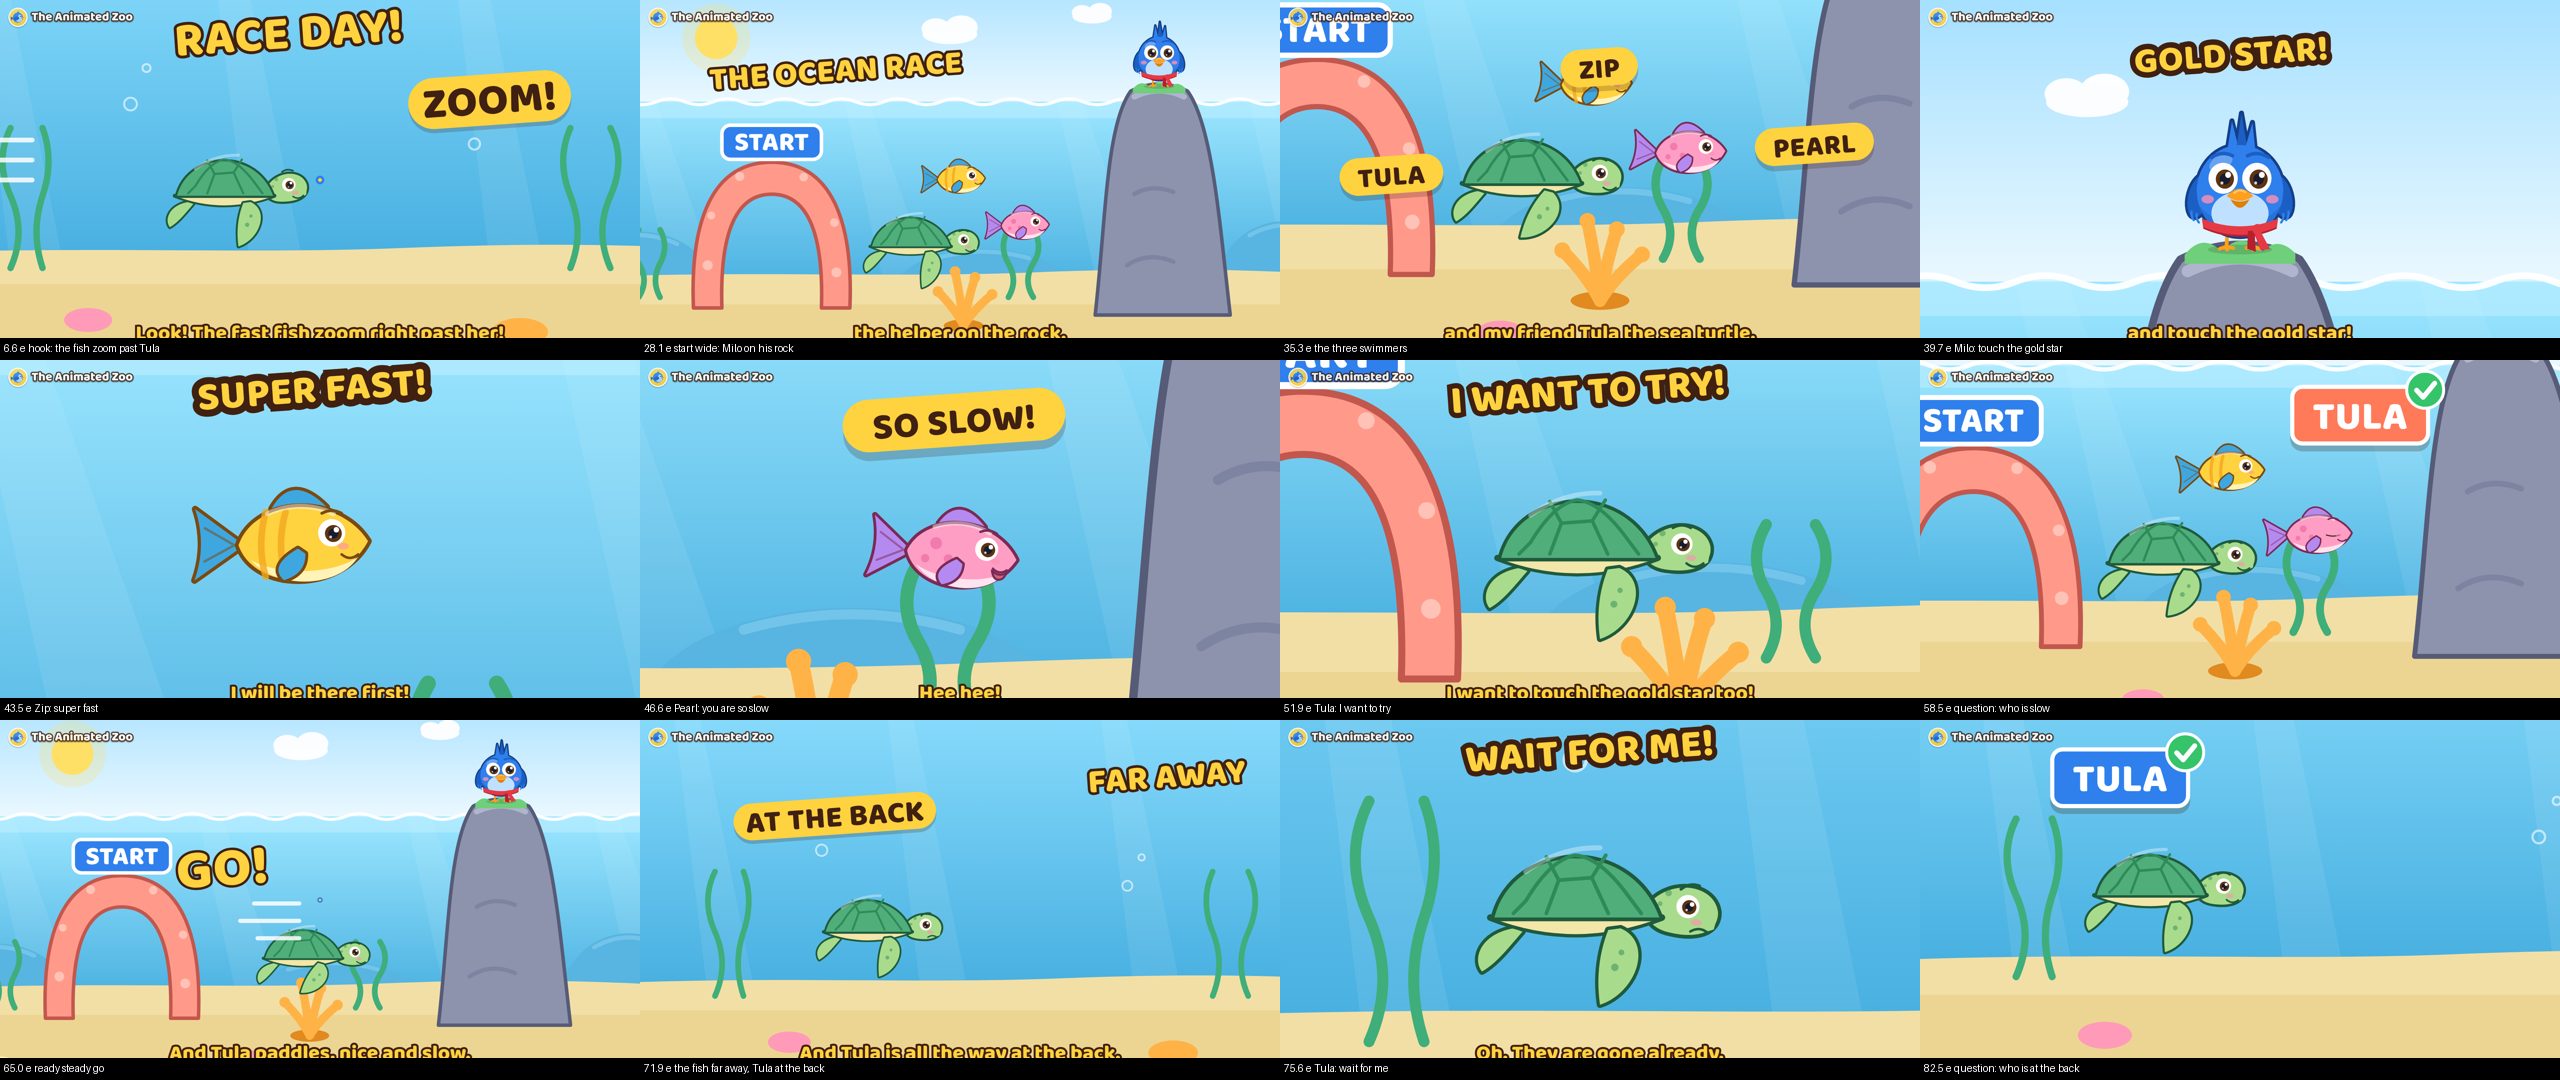 The Animated Zoo
RACE DAY!
ZOOM!
Look! The fast fish zoom right past her!
6.6 e hook: the fish zoom past Tula
The Animated Zoo
THE OCEAN RACE
START
the helper on the rock.
28.1 e start wide: Milo on his rock
The Animated Zoo
START
ZIP
TULA
PEARL
and my friend Tula the sea turtle.
35.3 e the three swimmers
The Animated Zoo
GOLD STAR!
and touch the gold star!
39.7 e Milo: touch the gold star
The Animated Zoo
SUPER FAST!
I will be there first!
43.5 e Zip: super fast
The Animated Zoo
SO SLOW!
Hee hee!
46.6 e Pearl: you are so slow
The Animated Zoo
I WANT TO TRY!
I want to touch the gold star too!
51.9 e Tula: I want to try
The Animated Zoo
START
TULA
58.5 e question: who is slow
The Animated Zoo
START
GO!
And Tula paddles, nice and slow.
65.0 e ready steady go
The Animated Zoo
FAR AWAY
AT THE BACK
And Tula is all the way at the back.
71.9 e the fish far away, Tula at the back
The Animated Zoo
WAIT FOR ME!
Oh. They are gone already.
75.6 e Tula: wait for me
The Animated Zoo
TULA
82.5 e question: who is at the back